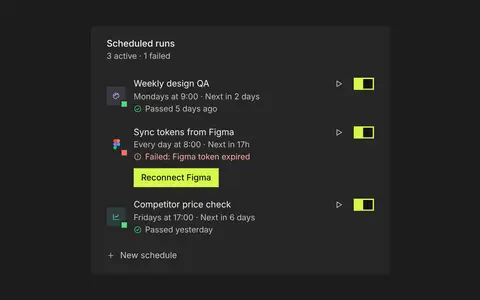 Scheduled runs
3 active · 1 failed
Weekly design QA
Mondays at 9:00 · Next in 2 days
Passed 5 days ago
Sync tokens from Figma
Every day at 8:00 · Next in 17h
Failed: Figma token expired
Reconnect Figma
Competitor price check
Fridays at 17:00 · Next in 6 days
Passed yesterday
+ New schedule